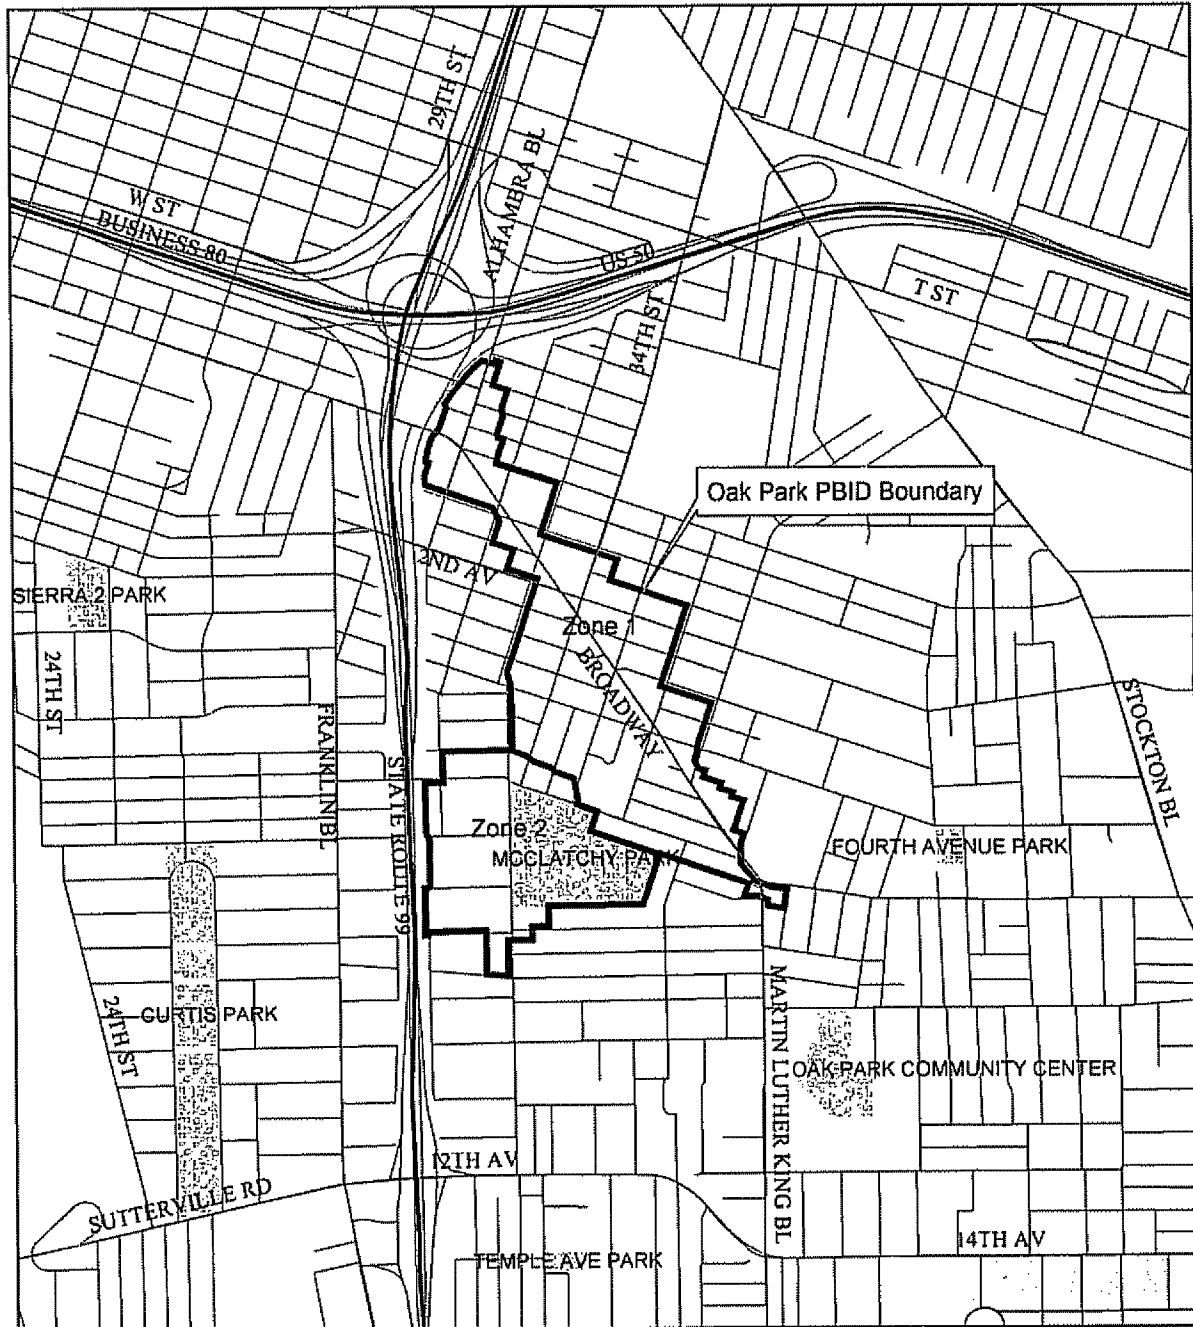 29TH ST
ALHAMBRA BL
W ST
BUSINESS 80
US 50
T ST
34TH ST
Oak Park PBID Boundary
2ND AV
SIERRA 2 PARK
Zone 1
24TH ST
BROADWAY
FRANKLIN BL
STOCKTON BL
STATE ROUTE 99
Zone 2
MCCLATCHY PARK
FOURTH AVENUE PARK
CURTIS PARK
24TH ST
MARTIN LUTHER KING BL
OAK PARK COMMUNITY CENTER
12TH AV
SUTTERVILLE RD
14TH AV
TEMPLE AVE PARK